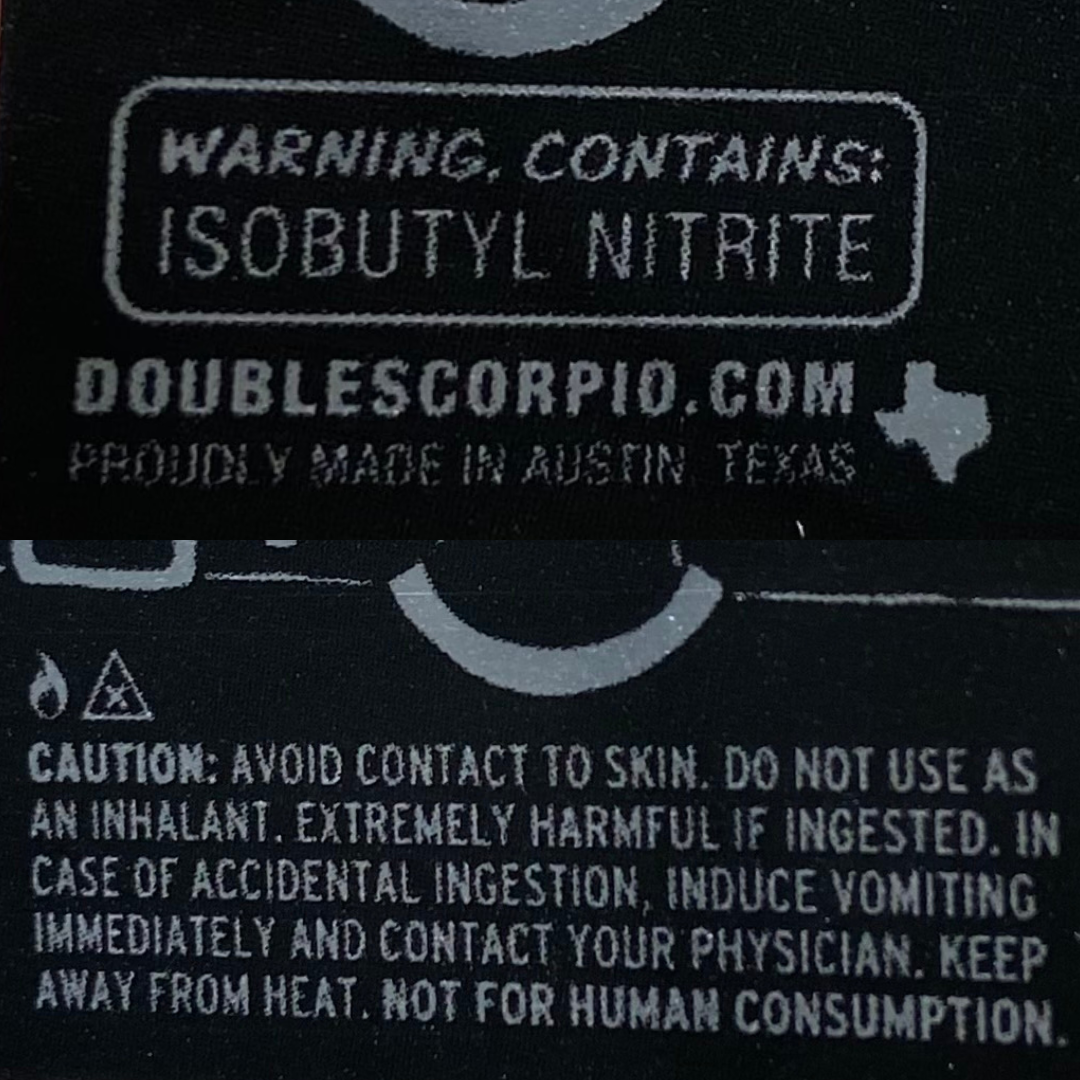 WARNING. CONTAINS:
ISOBUTYL NITRITE
DOUBLESCORPIO.COM
PROUDLY MADE IN AUSTIN, TEXAS
CAUTION: AVOID CONTACT TO SKIN. DO NOT USE AS
AN INHALANT. EXTREMELY HARMFUL IF INGESTED. IN
CASE OF ACCIDENTAL INGESTION, INDUCE VOMITING
IMMEDIATELY AND CONTACT YOUR PHYSICIAN. KEEP
AWAY FROM HEAT. NOT FOR HUMAN CONSUMPTION.